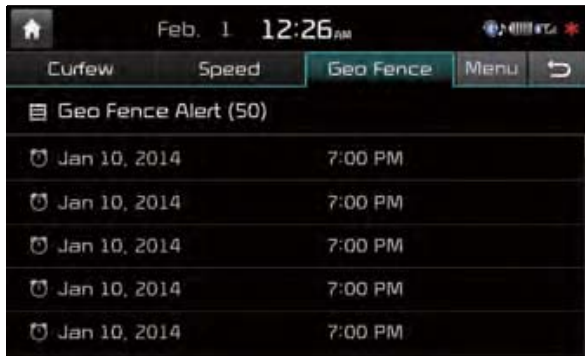 Feb. 1 12:26 AM
Curfew Speed Geo Fence Menu
Geo Fence Alert (50)
Jan 10, 2014 7:00 PM
Jan 10, 2014 7:00 PM
Jan 10, 2014 7:00 PM
Jan 10, 2014 7:00 PM
Jan 10, 2014 7:00 PM